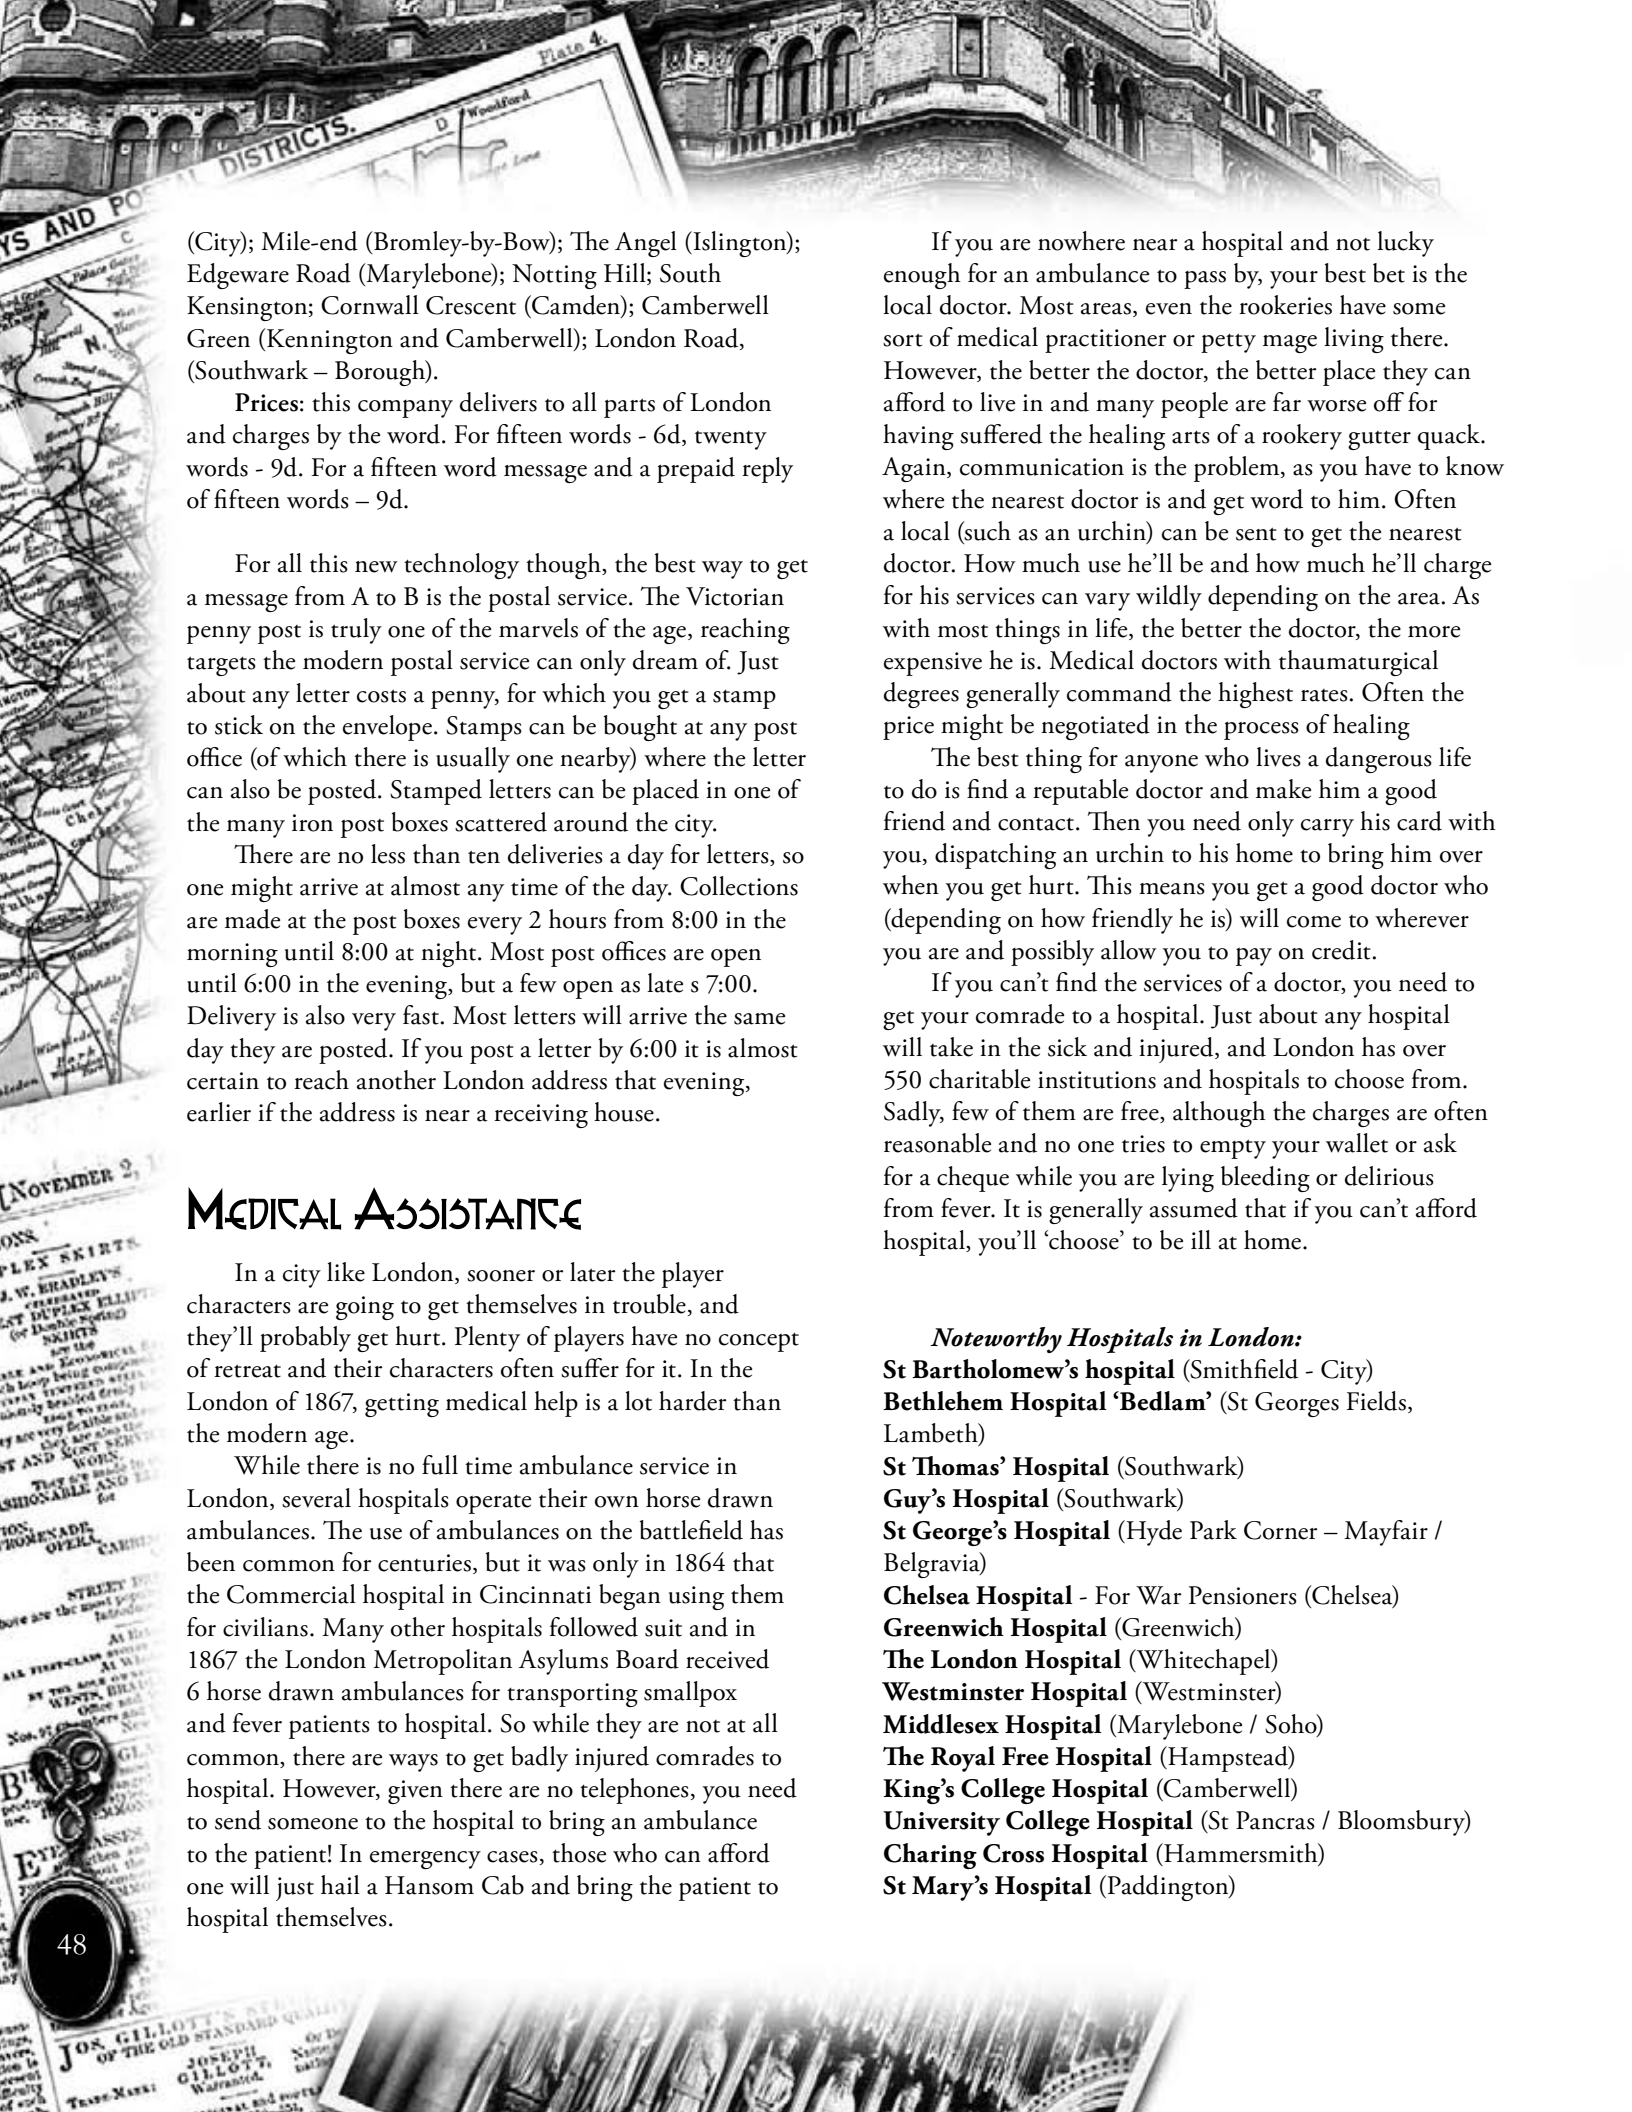 Plate 4.
D
Woodford
DISTRICTS.
YS AND PO
C
N.
(City); Mile-end (Bromley-by-Bow); The Angel (Islington);
Edgeware Road (Marylebone); Notting Hill; South
Kensington; Cornwall Crescent (Camden); Camberwell
Green (Kennington and Camberwell); London Road,
(Southwark – Borough).
Prices: this company delivers to all parts of London
and charges by the word. For fifteen words - 6d, twenty
words - 9d. For a fifteen word message and a prepaid reply
of fifteen words – 9d.
For all this new technology though, the best way to get
a message from A to B is the postal service. The Victorian
penny post is truly one of the marvels of the age, reaching
targets the modern postal service can only dream of. Just
about any letter costs a penny, for which you get a stamp
to stick on the envelope. Stamps can be bought at any post
office (of which there is usually one nearby) where the letter
can also be posted. Stamped letters can be placed in one of
the many iron post boxes scattered around the city.
There are no less than ten deliveries a day for letters, so
one might arrive at almost any time of the day. Collections
are made at the post boxes every 2 hours from 8:00 in the
morning until 8:00 at night. Most post offices are open
until 6:00 in the evening, but a few open as late s 7:00.
Delivery is also very fast. Most letters will arrive the same
day they are posted. If you post a letter by 6:00 it is almost
certain to reach another London address that evening,
earlier if the address is near a receiving house.
Medical Assistance
In a city like London, sooner or later the player
characters are going to get themselves in trouble, and
they'll probably get hurt. Plenty of players have no concept
of retreat and their characters often suffer for it. In the
London of 1867, getting medical help is a lot harder than
the modern age.
While there is no full time ambulance service in
London, several hospitals operate their own horse drawn
ambulances. The use of ambulances on the battlefield has
been common for centuries, but it was only in 1864 that
the Commercial hospital in Cincinnati began using them
for civilians. Many other hospitals followed suit and in
1867 the London Metropolitan Asylums Board received
6 horse drawn ambulances for transporting smallpox
and fever patients to hospital. So while they are not at all
common, there are ways to get badly injured comrades to
hospital. However, given there are no telephones, you need
to send someone to the hospital to bring an ambulance
to the patient! In emergency cases, those who can afford
one will just hail a Hansom Cab and bring the patient to
hospital themselves.
If you are nowhere near a hospital and not lucky
enough for an ambulance to pass by, your best bet is the
local doctor. Most areas, even the rookeries have some
sort of medical practitioner or petty mage living there.
However, the better the doctor, the better place they can
afford to live in and many people are far worse off for
having suffered the healing arts of a rookery gutter quack.
Again, communication is the problem, as you have to know
where the nearest doctor is and get word to him. Often
a local (such as an urchin) can be sent to get the nearest
doctor. How much use he'll be and how much he'll charge
for his services can vary wildly depending on the area. As
with most things in life, the better the doctor, the more
expensive he is. Medical doctors with thaumaturgical
degrees generally command the highest rates. Often the
price might be negotiated in the process of healing
The best thing for anyone who lives a dangerous life
to do is find a reputable doctor and make him a good
friend and contact. Then you need only carry his card with
you, dispatching an urchin to his home to bring him over
when you get hurt. This means you get a good doctor who
(depending on how friendly he is) will come to wherever
you are and possibly allow you to pay on credit.
If you can't find the services of a doctor, you need to
get your comrade to a hospital. Just about any hospital
will take in the sick and injured, and London has over
550 charitable institutions and hospitals to choose from.
Sadly, few of them are free, although the charges are often
reasonable and no one tries to empty your wallet or ask
for a cheque while you are lying bleeding or delirious
from fever. It is generally assumed that if you can't afford
hospital, you'll 'choose' to be ill at home.
Noteworthy Hospitals in London:
St Bartholomew's hospital (Smithfield - City)
Bethlehem Hospital 'Bedlam' (St Georges Fields,
Lambeth)
St Thomas' Hospital (Southwark)
Guy's Hospital (Southwark)
St George's Hospital (Hyde Park Corner – Mayfair /
Belgravia)
Chelsea Hospital - For War Pensioners (Chelsea)
Greenwich Hospital (Greenwich)
The London Hospital (Whitechapel)
Westminster Hospital (Westminster)
Middlesex Hospital (Marylebone / Soho)
The Royal Free Hospital (Hampstead)
King's College Hospital (Camberwell)
University College Hospital (St Pancras / Bloomsbury)
Charing Cross Hospital (Hammersmith)
St Mary's Hospital (Paddington)
[NOVEMBER 2,
48
JOS. GILLOTT'S
OF THE OLD STANDARD
JOSEPH
GILLOTT,
Warranted.
TRADE MARK: